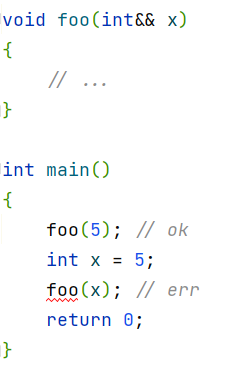 void foo(int&& x)
{
    // ...
}

int main()
{
    foo(5); // ok
    int x = 5;
    foo(x); // err
    return 0;
}